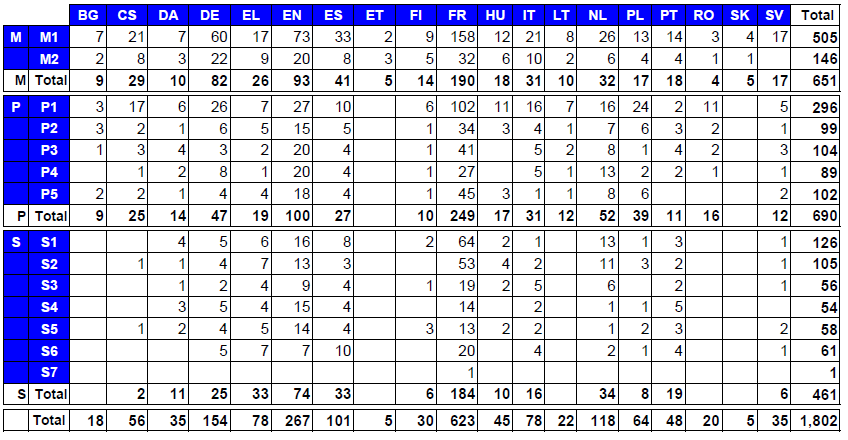 BG CS DA DE EL EN ES ET FI FR HU IT LT NL PL PT RO SK SV Total
M M1 7 21 7 60 17 73 33 2 9 158 12 21 8 26 13 14 3 4 17 505
M2 2 8 3 22 9 20 8 3 5 32 6 10 2 6 4 4 1 1 146
M Total 9 29 10 82 26 93 41 5 14 190 18 31 10 32 17 18 4 5 17 651
P P1 3 17 6 26 7 27 10 6 102 11 16 7 16 24 2 11 5 296
P2 3 2 1 6 5 15 5 1 34 3 4 1 7 6 3 2 1 99
P3 1 3 4 3 2 20 4 1 41 5 2 8 1 4 2 3 104
P4 1 2 8 1 20 4 1 27 5 1 13 2 2 1 1 89
P5 2 2 1 4 4 18 4 1 45 3 1 1 8 6 2 102
P Total 9 25 14 47 19 100 27 10 249 17 31 12 52 39 11 16 12 690
S S1 4 5 6 16 8 2 64 2 1 13 1 3 1 126
S2 1 1 4 7 13 3 53 4 2 11 3 2 1 105
S3 1 2 4 9 4 1 19 2 5 6 2 1 56
S4 3 5 4 15 4 14 2 1 1 5 54
S5 1 2 4 5 14 4 3 13 2 2 1 2 3 2 58
S6 5 7 7 10 20 4 2 1 4 1 61
S7 1 1
S Total 2 11 25 33 74 33 6 184 10 16 34 8 19 6 461
Total 18 56 35 154 78 267 101 5 30 623 45 78 22 118 64 48 20 5 35 1,802